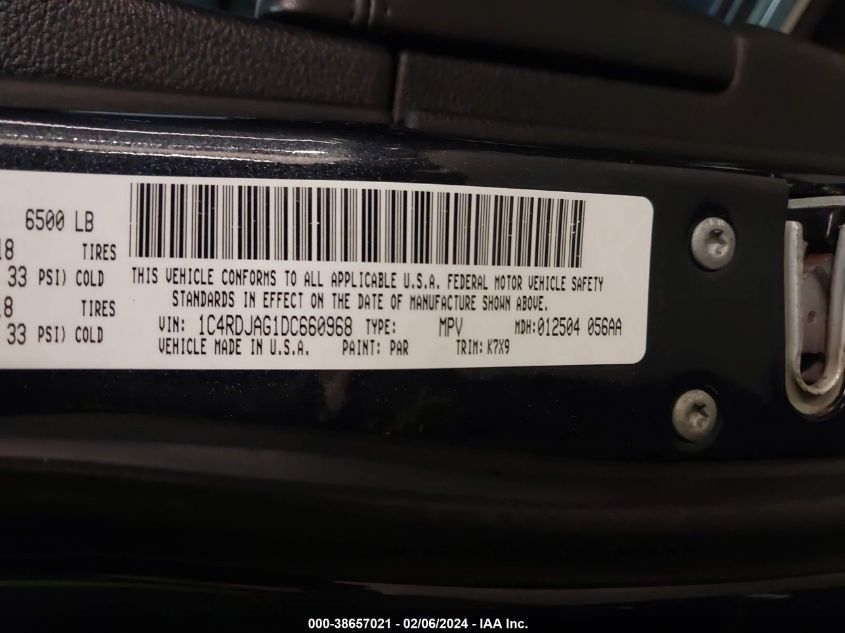 6500 LB
18 TIRES
33 PSI) COLD
18 TIRES
33 PSI) COLD
THIS VEHICLE CONFORMS TO ALL APPLICABLE U.S.A. FEDERAL MOTOR VEHICLE SAFETY
STANDARDS IN EFFECT ON THE DATE OF MANUFACTURE SHOWN ABOVE.
VIN: 1C4RDJAG1DC660968 TYPE: MPV MDH:012504 056AA
VEHICLE MADE IN U.S.A. PAINT: PAR TRIM: K7X9
000-38657021 - 02/06/2024 - IAA Inc.